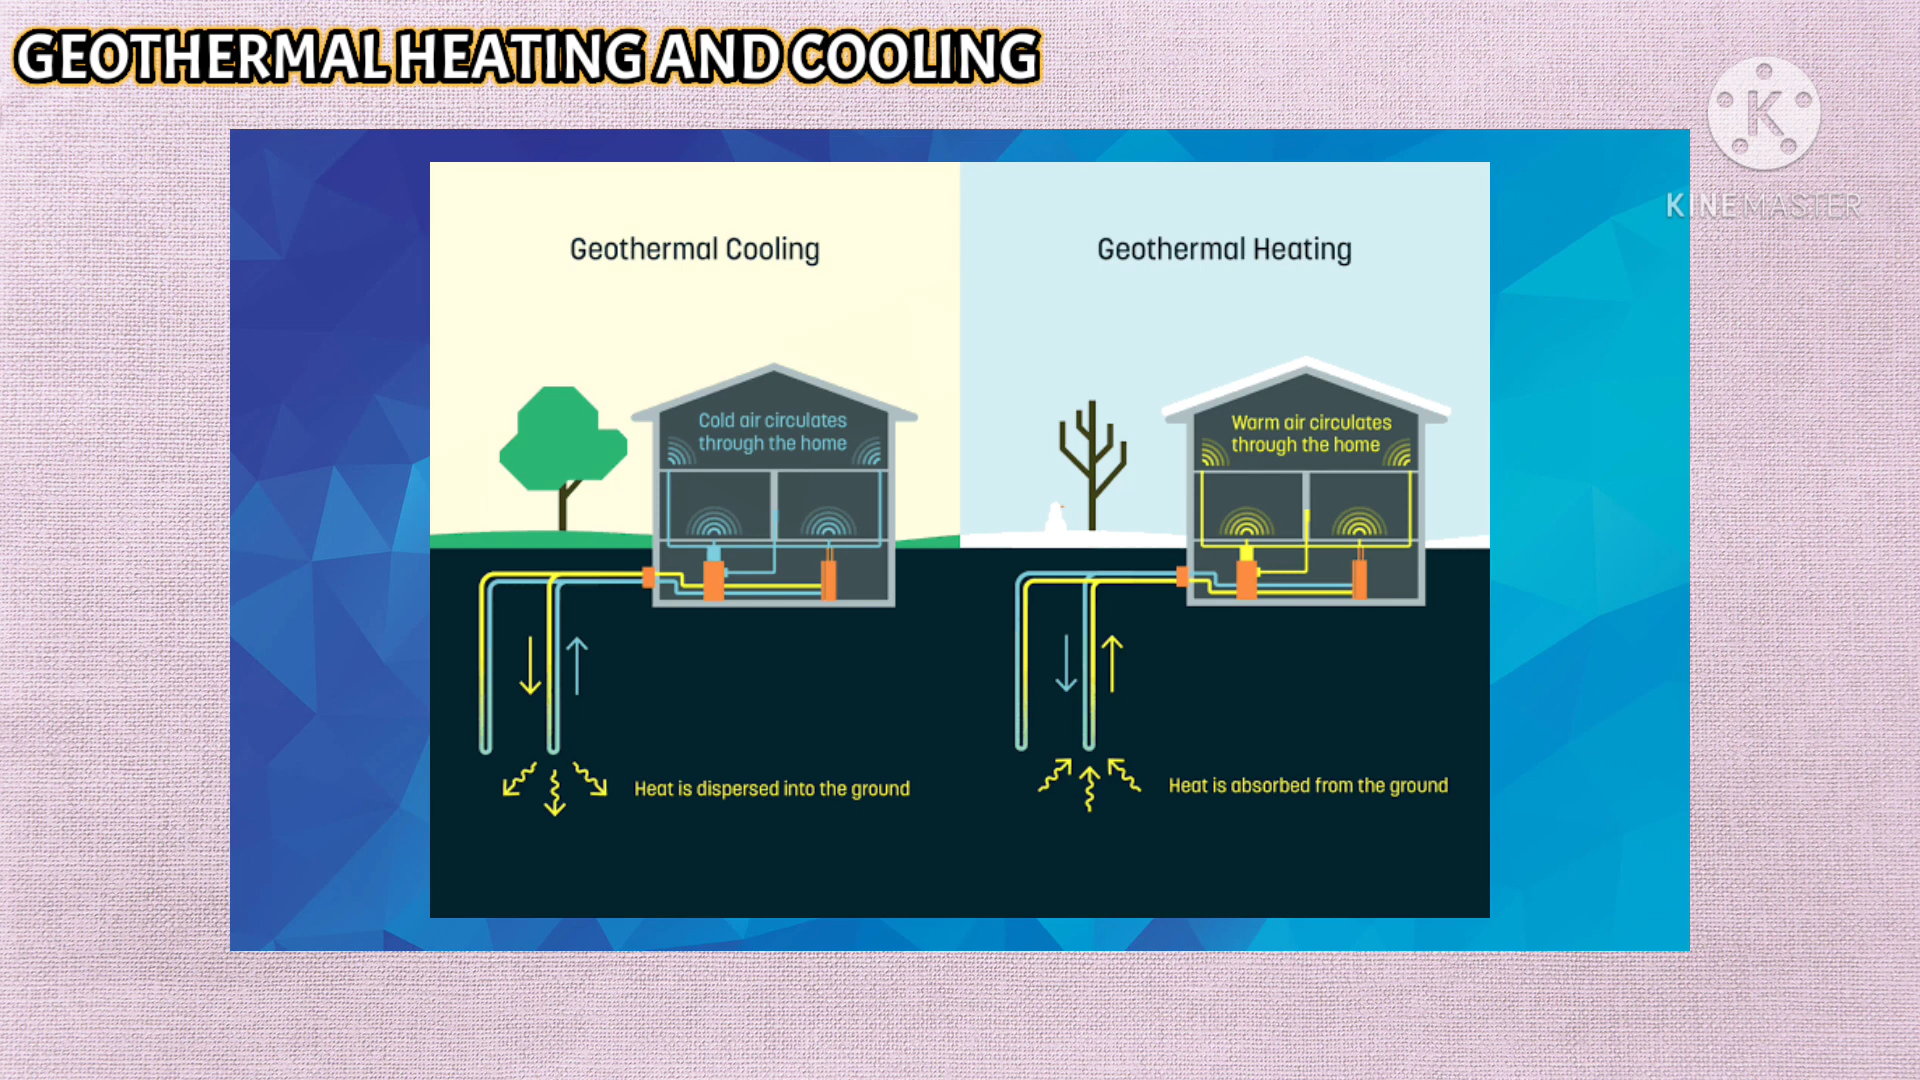 GEOTHERMAL HEATING AND COOLING
K
KINEMASTER
Geothermal Cooling
Geothermal Heating
Cold air circulates
through the home
Warm air circulates
through the home
Heat is dispersed into the ground
Heat is absorbed from the ground